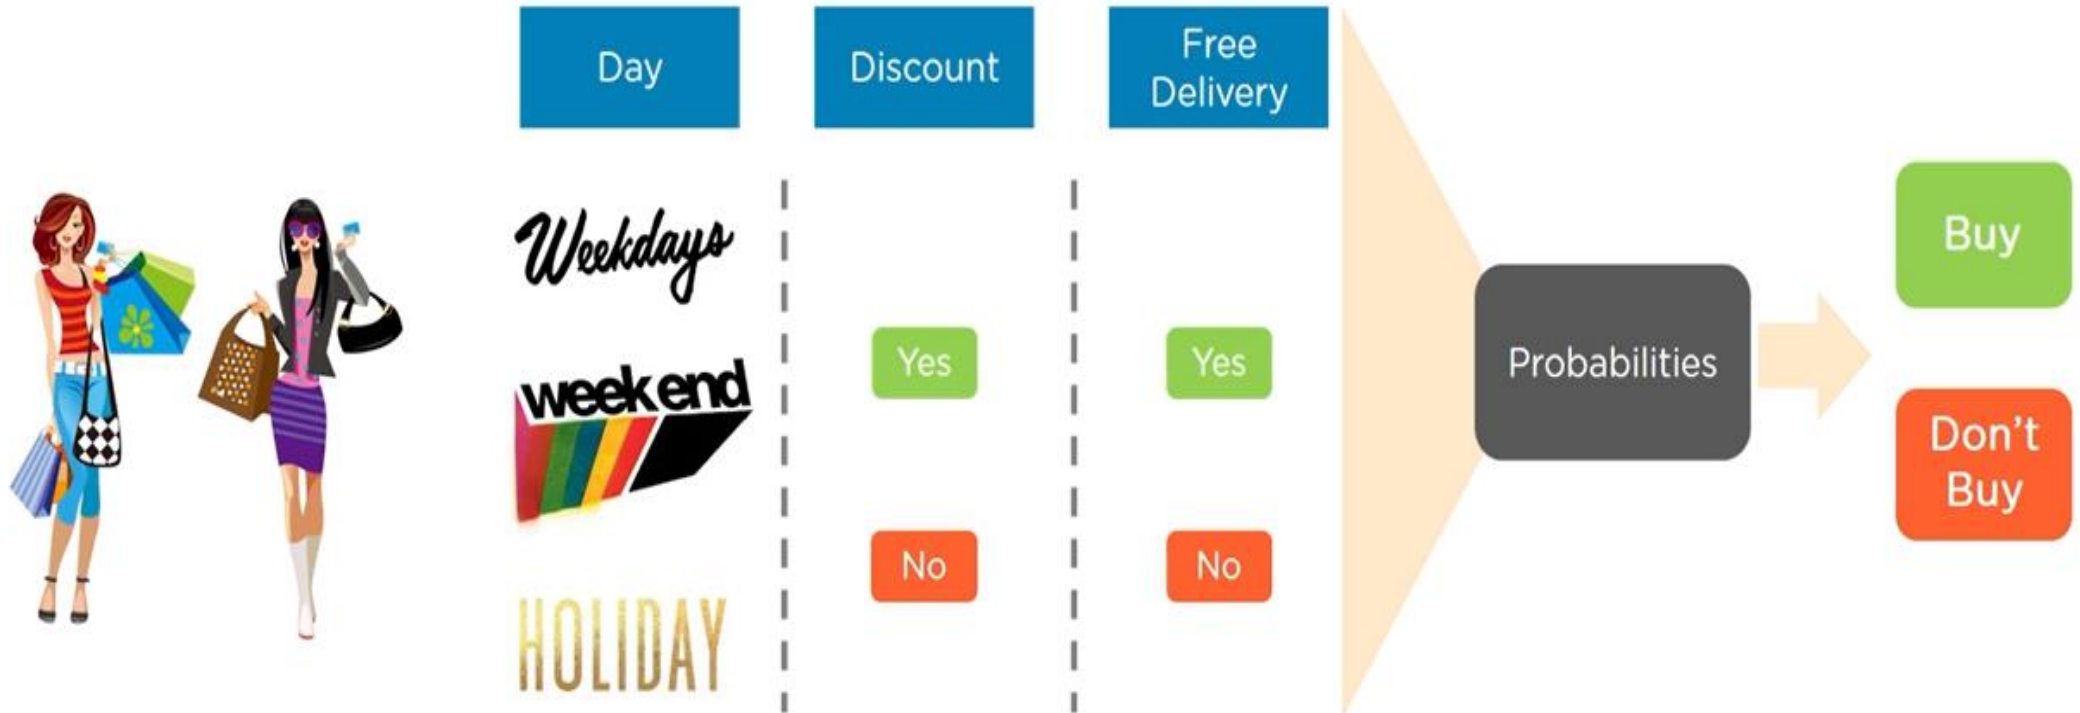 Day
Discount
Free
Delivery
Weekdays
Yes
Yes
weekend
Probabilities
Buy
Don't
Buy
No
No
HOLIDAY